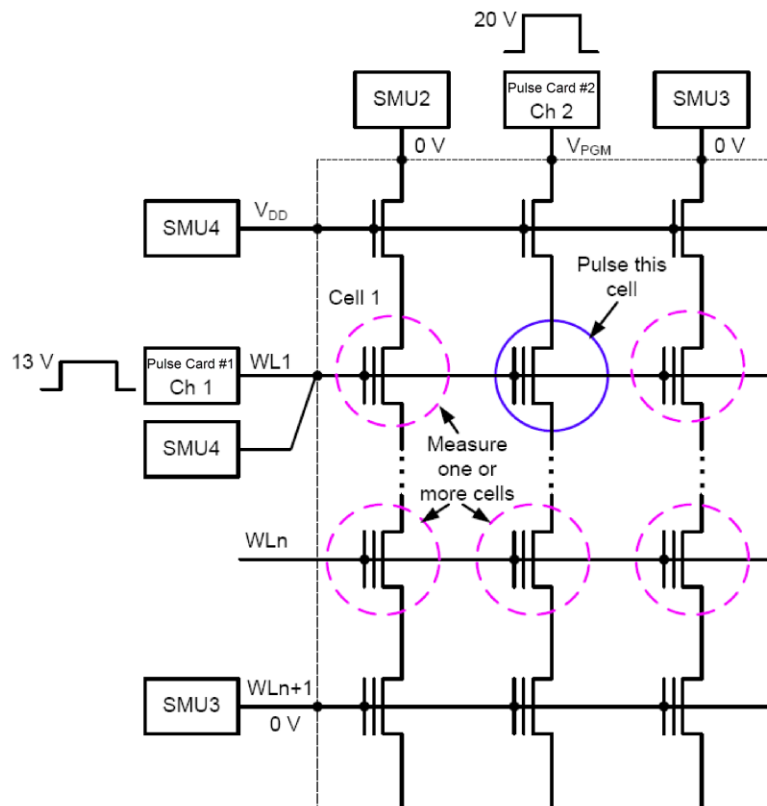 20 V
SMU2
Pulse Card #2
Ch 2
SMU3
0 V
VPGM
0 V
SMU4
VDD
Pulse this
cell
Cell 1
13 V
Pulse Card #1
Ch 1
WL1
SMU4
Measure
one or
more cells
WLn
SMU3
WLn+1
0 V